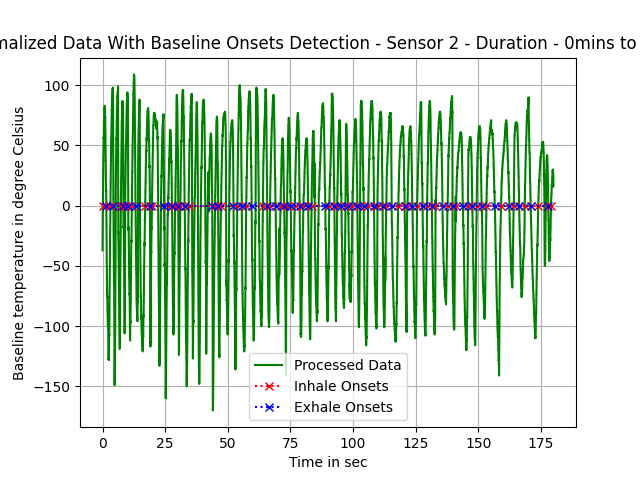 malized Data With Baseline Onsets Detection - Sensor 2 - Duration - 0mins to
Baseline temperature in degree Celsius
100
50
0
−50
−100
−150
Processed Data
Inhale Onsets
Exhale Onsets
0 25 50 75 100 125 150 175
Time in sec